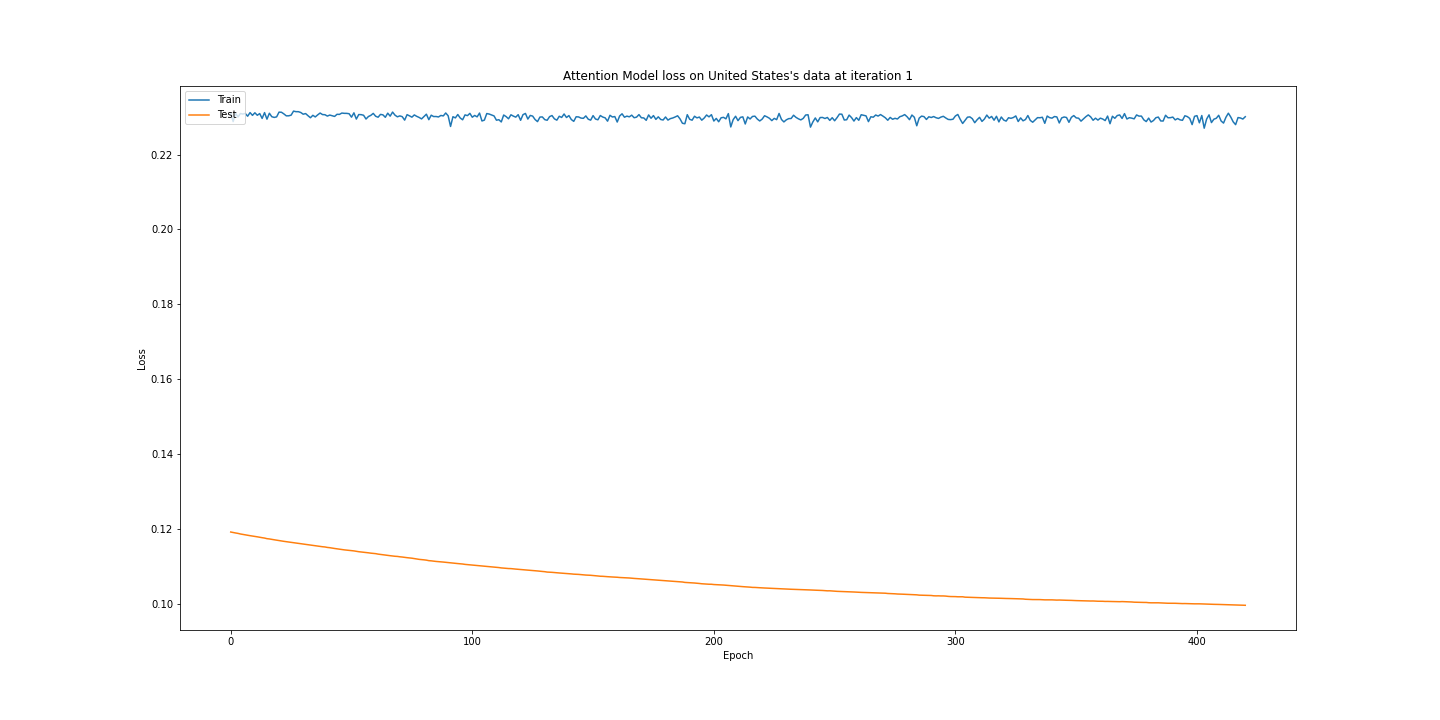 Attention Model loss on United States's data at iteration 1
Train
Test
0.22
0.20
0.18
0.16
0.14
0.12
0.10
Loss
0
100
200
300
400
Epoch